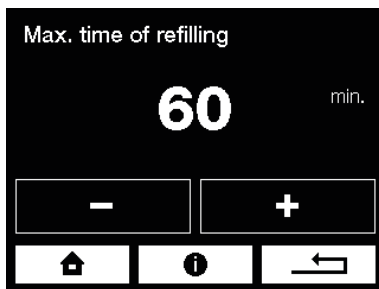 Max. time of refilling
60 min.
- +